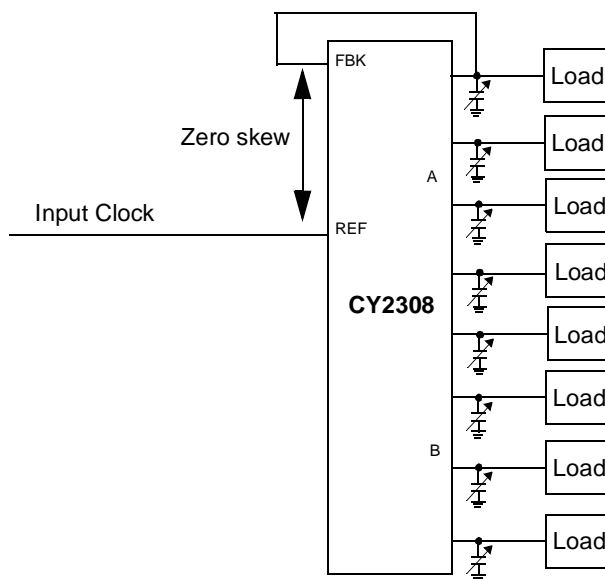 FBK
Load
Zero skew
Load
A
Load
Input Clock
REF
Load
CY2308
Load
Load
B
Load
Load